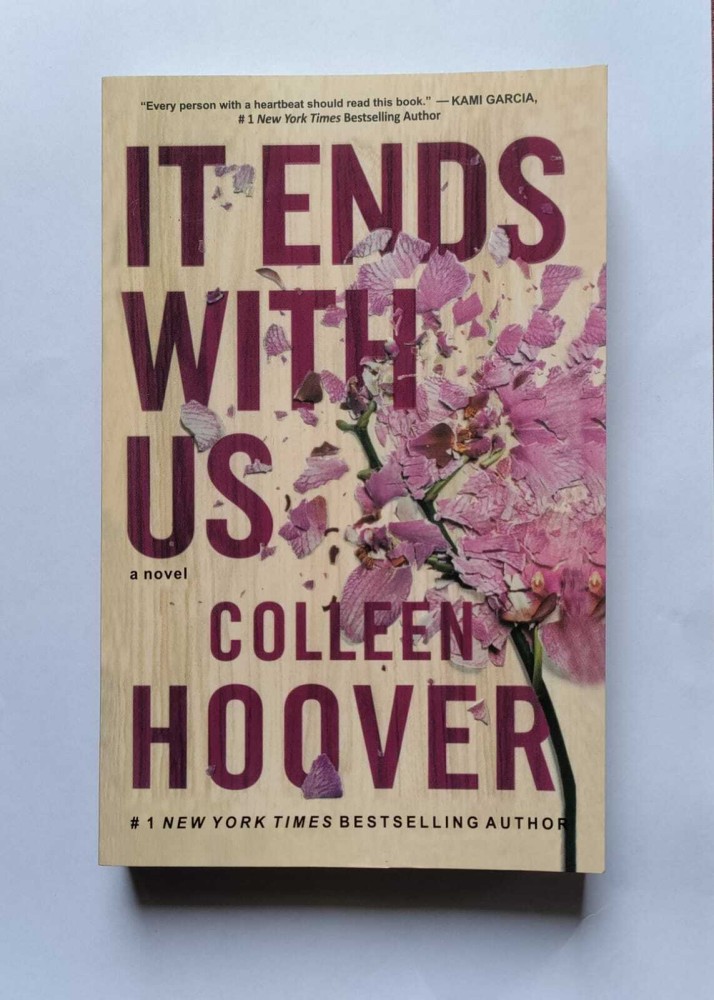 “Every person with a heartbeat should read this book.” — KAMI GARCIA,
# 1 New York Times Bestselling Author
IT ENDS
WITH
US
a novel
COLLEEN
HOOVER
# 1 NEW YORK TIMES BESTSELLING AUTHOR